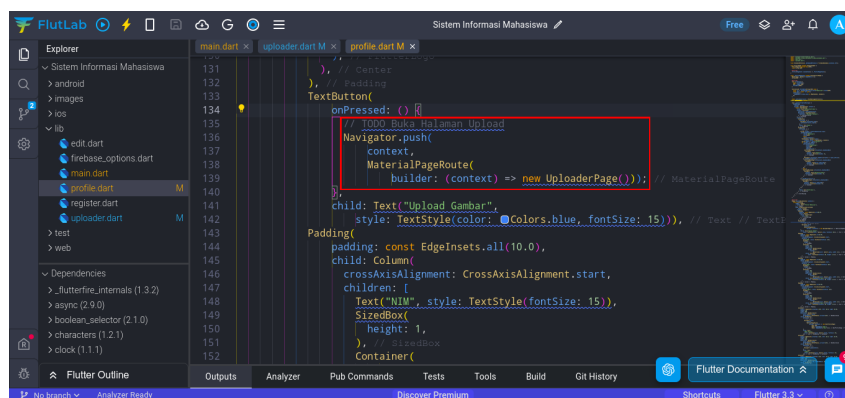 FlutLab
Sistem Informasi Mahasiswa
Free
A
Explorer
main.dart
uploader.dart M
profile.dart M
Sistem Informasi Mahasiswa
android
images
ios
lib
edit.dart
firebase_options.dart
main.dart
profile.dart M
register.dart
uploader.dart M
test
web
Dependencies
_flutterfire_internals (1.3.2)
async (2.9.0)
boolean_selector (2.1.0)
characters (1.2.1)
clock (1.1.1)
Flutter Outline
2
131 ), // Center
132 ), // Padding
133 TextButton(
134 onPressed: () {
135 // TODO Buka Halaman Upload
136 Navigator.push(
137 context,
138 MaterialPageRoute(
139 builder: (context) => new UploaderPage())); // MaterialPageRoute
140 },
141 child: Text("Upload Gambar",
142 style: TextStyle(color: Colors.blue, fontSize: 15))), // Text // TextB
143 Padding(
144 padding: const EdgeInsets.all(10.0),
145 child: Column(
146 crossAxisAlignment: CrossAxisAlignment.start,
147 children: [
148 Text("NIM", style: TextStyle(fontSize: 15)),
149 SizedBox(
150 height: 1,
151 ), // SizedBox
152 Container(
Flutter Documentation
Outputs Analyzer Pub Commands Tests Tools Build Git History
No branch Analyzer Ready Discover Premium Shortcuts Flutter 3.3